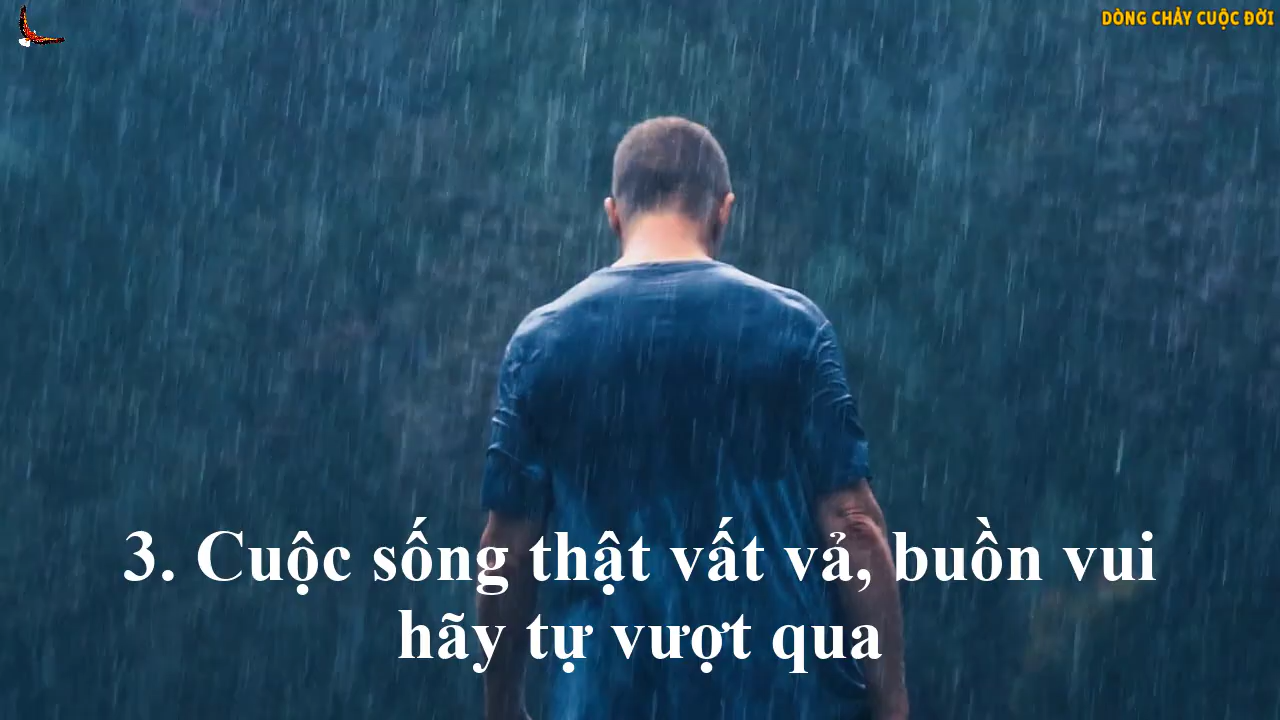 DÒNG CHẢY CUỘC ĐỜI
3. Cuộc sống thật vất vả, buồn vui
hãy tự vượt qua